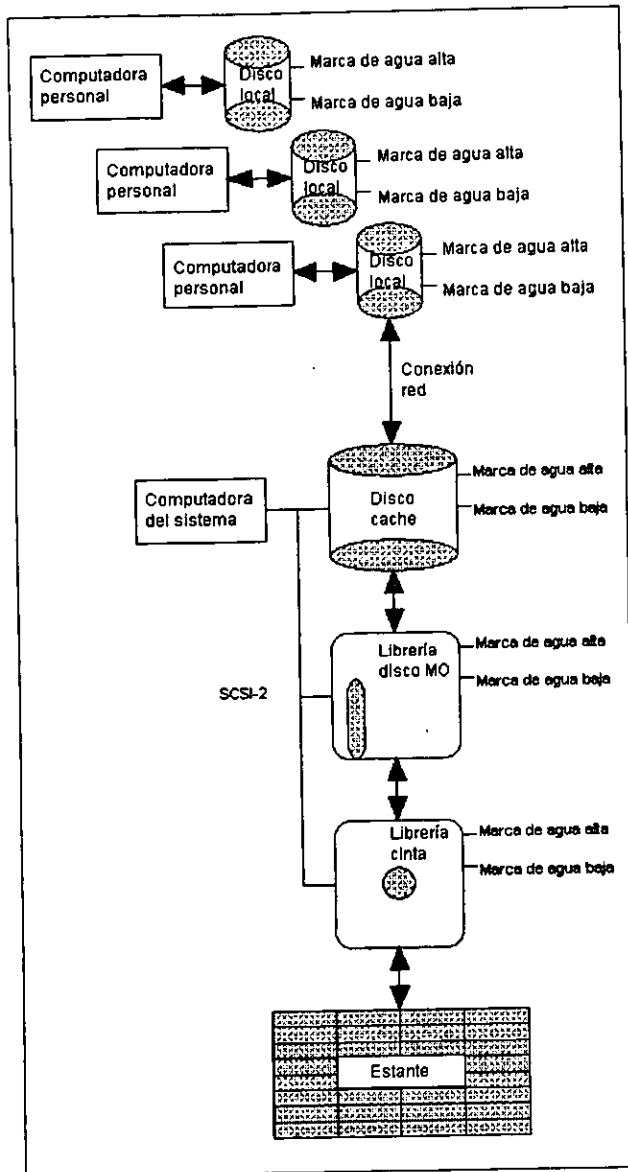 Computadora
personal
Disco
local
Marca de agua alta
Marca de agua baja
Computadora
personal
Disco
local
Marca de agua alta
Marca de agua baja
Computadora
personal
Disco
local
Marca de agua alta
Marca de agua baja
Conexión
red
Computadora
del sistema
Disco
cache
Marca de agua alta
Marca de agua baja
SCSI-2
Librería
disco MO
Marca de agua alta
Marca de agua baja
Librería
cinta
Marca de agua alta
Marca de agua baja
Estante